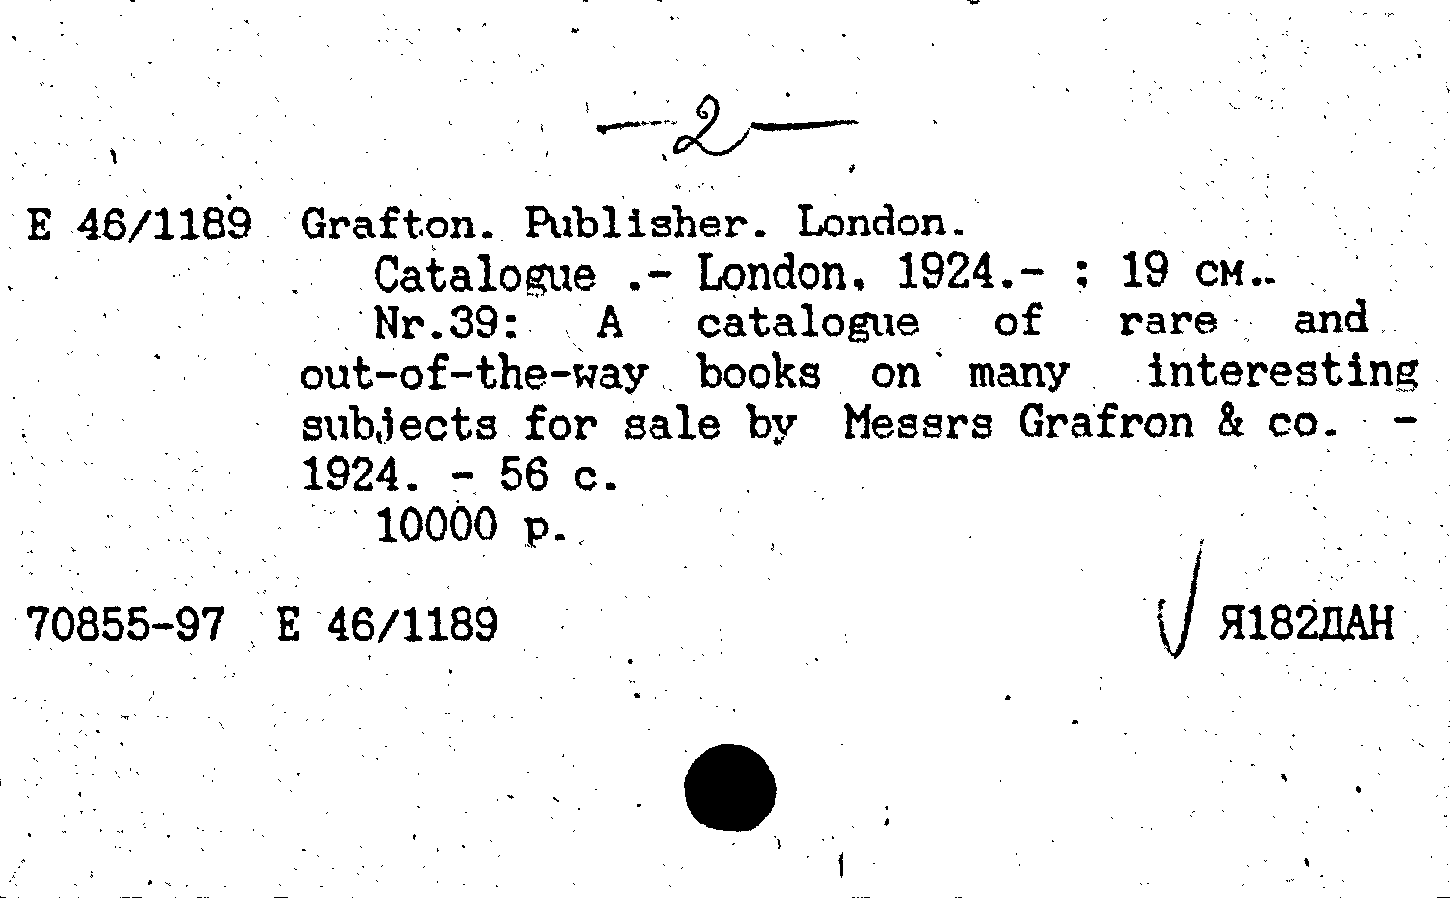 — 2 —
E 46/1189 Grafton. Publisher. London.
Catalogue .- London, 1924.- ; 19 см..
Nr.39: A catalogue of rare and
out-of-the-way books on many interesting
subjects for sale by Messrs Grafron & co. -
1924. - 56 с.
10000 р.
70855-97 E 46/1189 Я182ДАН